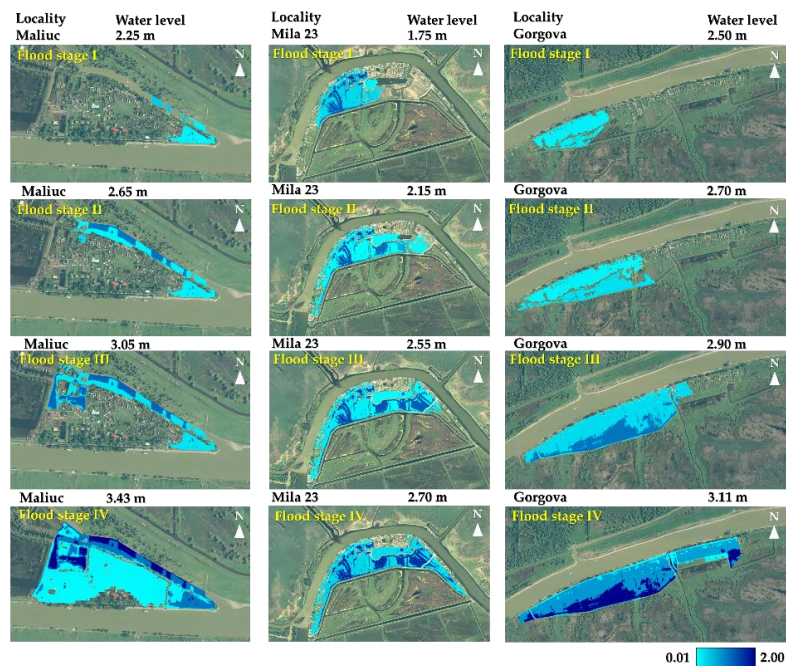 Locality Water level
Maliuc 2.25 m
Flood stage I
N
Locality Water level
Mila 23 1.75 m
Flood stage I
N
Locality Water level
Gorgova 2.50 m
Flood stage I
N
Maliuc 2.65 m
Flood stage II
N
Mila 23 2.15 m
Flood stage II
N
Gorgova 2.70 m
Flood stage II
N
Maliuc 3.05 m
Flood stage III
N
Mila 23 2.55 m
Flood stage III
N
Gorgova 2.90 m
Flood stage III
N
Maliuc 3.43 m
Flood stage IV
N
Mila 23 2.70 m
Flood stage IV
N
Gorgova 3.11 m
Flood stage IV
N
0.01 2.00